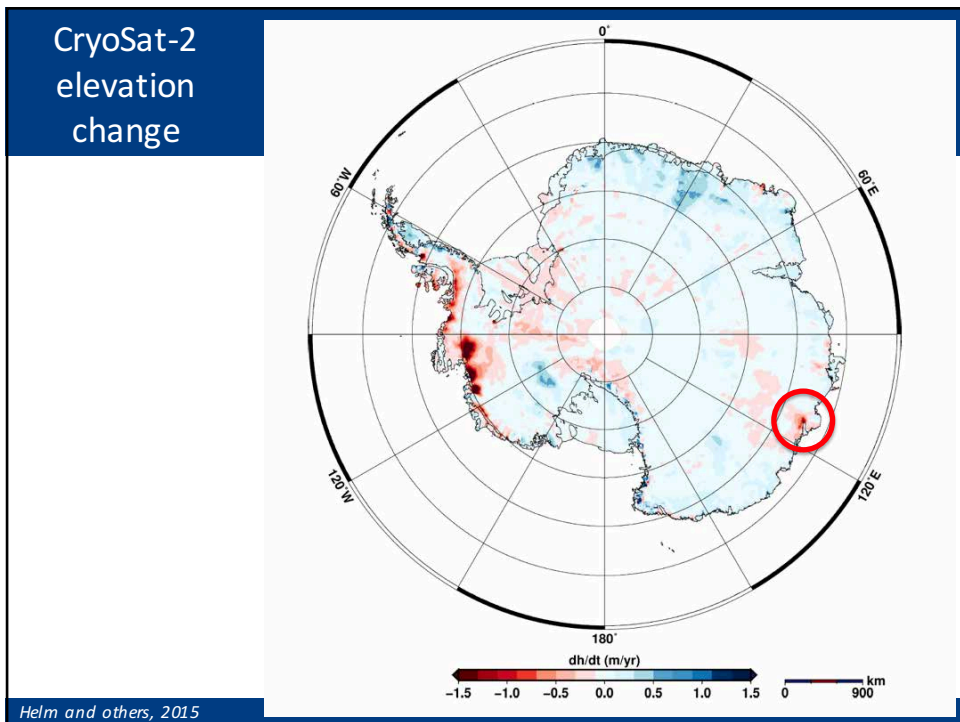 CryoSat-2
elevation
change
0°
60°W
60°E
120°W
120°E
180°
dh/dt (m/yr)
−1.5 −1.0 −0.5 0.0 0.5 1.0 1.5
km
0 900
Helm and others, 2015